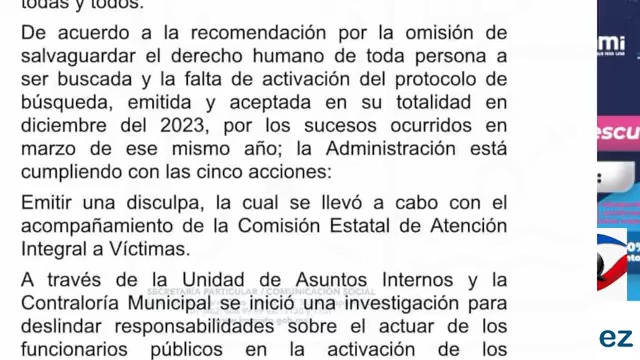 todas y todos.
De acuerdo a la recomendación por la omisión de
salvaguardar el derecho humano de toda persona a
ser buscada y la falta de activación del protocolo de
búsqueda, emitida y aceptada en su totalidad en
diciembre del 2023, por los sucesos ocurridos en
marzo de ese mismo año; la Administración está
cumpliendo con las cinco acciones:
Emitir una disculpa, la cual se llevó a cabo con el
acompañamiento de la Comisión Estatal de Atención
Integral a Víctimas.
A través de la Unidad de Asuntos Internos y la
SECRETARÍA PARTICULAR / COMUNICACIÓN SOCIAL
Contraloría Municipal se inició una investigación para
deslindar responsabilidades sobre el actuar de los
funcionarios públicos en la activación de los
mi
escu
:
ez